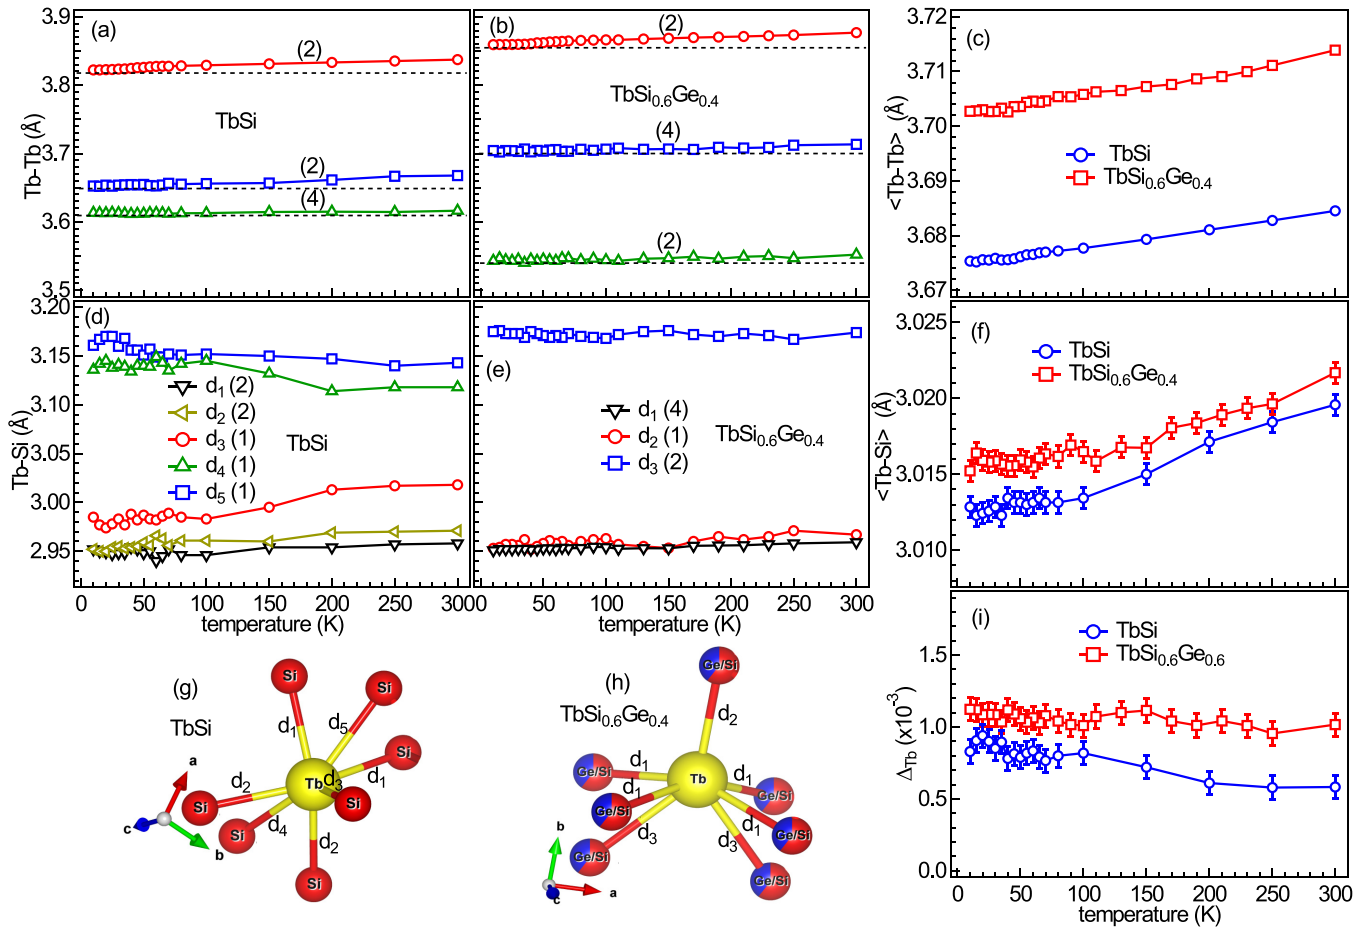 (a)
(2)
TbSi
(2)
(4)
Tb-Tb (Å)
3.9
3.8
3.7
3.6
3.5
(b)
(2)
TbSi0.6Ge0.4
(4)
(2)
(c)
<Tb-Tb> (Å)
3.72
3.71
3.70
3.69
3.68
3.67
TbSi
TbSi0.6Ge0.4
(d)
Tb-Si (Å)
3.20
3.15
3.10
3.00
2.95
d1 (2)
d2 (2)
d3 (1)
d4 (1)
d5 (1)
TbSi
0 50 100 150 200 250 300
temperature (K)
(e)
d1 (4)
d2 (1)
d3 (2)
TbSi0.6Ge0.4
50 100 150 200 250 300
temperature (K)
(f)
<Tb-Si> (Å)
3.025
3.020
3.015
3.010
TbSi
TbSi0.6Ge0.4
(g)
TbSi
Si
Si
d1
d5
Si
d2
Tb
d3
d1
Si
Si
d4
d2
Si
a
b
c
(h)
TbSi0.6Ge0.4
Ge/Si
d2
Ge/Si
d1
Tb
d1
Ge/Si
d1
Ge/Si
d1
Ge/Si
d3
d3
Ge/Si
Ge/Si
b
a
c
(i)
ΔTb (x10-3)
1.5
1.0
0.5
0.0
TbSi
TbSi0.6Ge0.6
0 50 100 150 200 250 300
temperature (K)